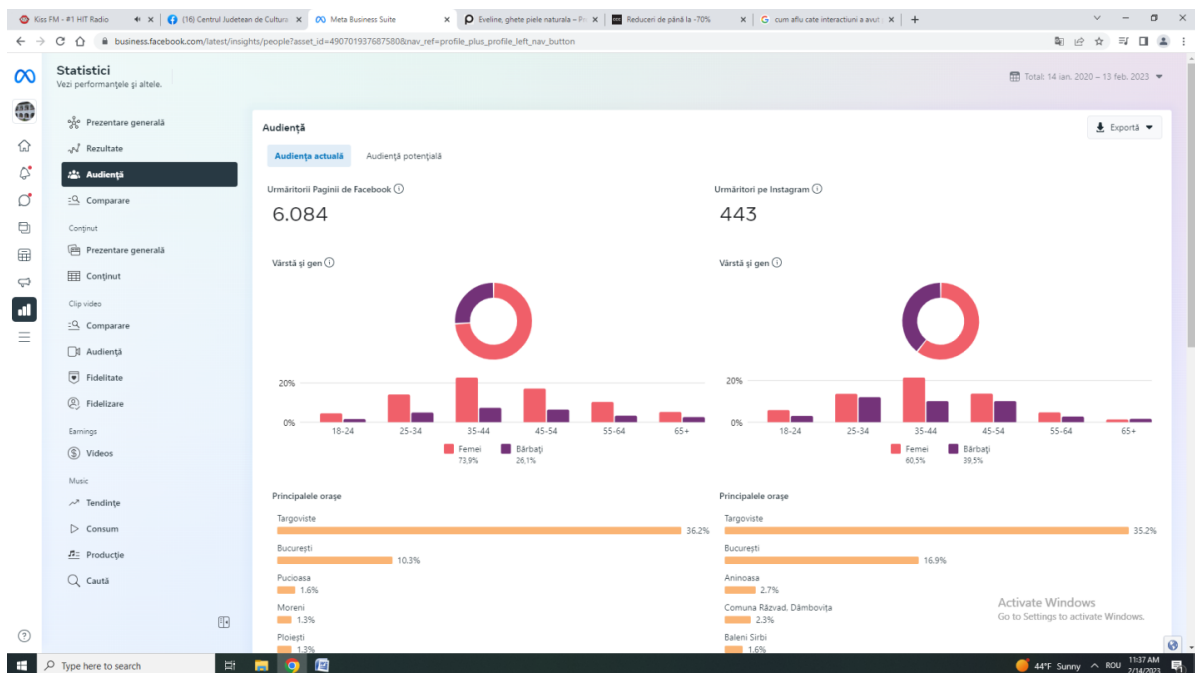 Kiss FM - #1 HIT Radio
(16) Centrul Judetean de Cultura
Meta Business Suite
Eveline, ghete piele naturala – P
Reduceri de până la -70%
cum aflu cate interactiuni a avut
business.facebook.com/latest/insights/people?asset_id=490701937687580&nav_ref=profile_plus_profile_left_nav_button
Statistici
Vezi performanțele și altele.
Total: 14 ian. 2020 – 13 feb. 2023
Prezentare generală
Rezultate
Audiență
Comparare
Conținut
Prezentare generală
Conținut
Clip video
Comparare
Audiență
Fidelitate
Fidelizare
Earnings
Videos
Music
Tendințe
Consum
Producție
Caută
Audiență
Exportă
Audiența actuală
Audiență potențială
Urmăritorii Paginii de Facebook
6.084
Vârstă și gen
20%
0%
18-24 25-34 35-44 45-54 55-64 65+
Femei Bărbați
73,9% 26,1%
Principalele orașe
Targoviste
36.2%
București
10.3%
Pucioasa
1.6%
Moreni
1.3%
Ploiești
1.3%
Urmăritori pe Instagram
443
Vârstă și gen
20%
0%
18-24 25-34 35-44 45-54 55-64 65+
Femei Bărbați
60,5% 39,5%
Principalele orașe
Targoviste
35.2%
București
16.9%
Aninoasa
2.7%
Comuna Răzvad, Dâmbovița
2.3%
Baleni Sirbi
1.6%
Activate Windows
Go to Settings to activate Windows.
Type here to search
44°F Sunny
ROU
11:37 AM
2/14/2023